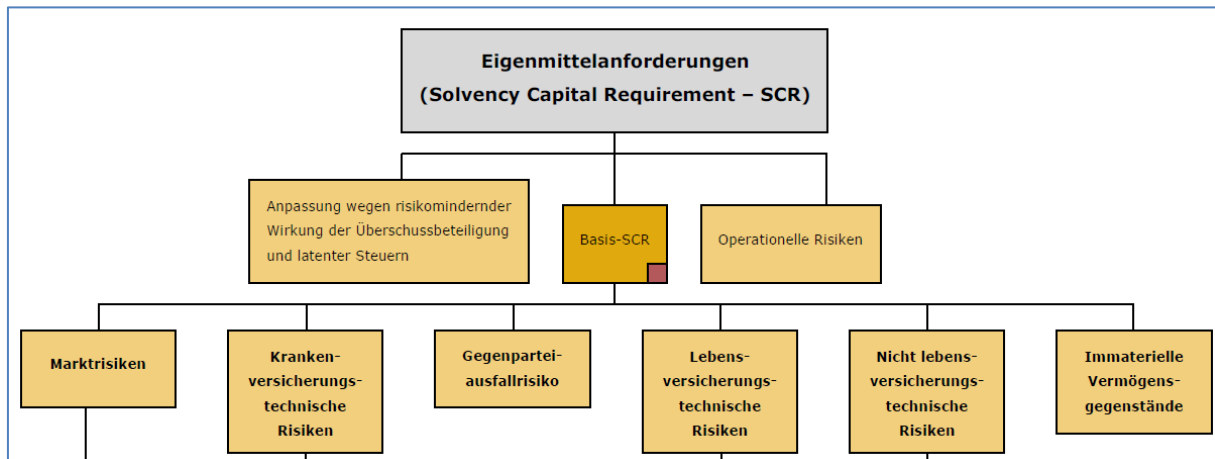 Eigenmittelanforderungen
(Solvency Capital Requirement – SCR)
Anpassung wegen risikomindernder
Wirkung der Überschussbeteiligung
und latenter Steuern
Basis-SCR
Operationelle Risiken
Marktrisiken
Kranken-
versicherungs-
technische
Risiken
Gegenpartei-
ausfallrisiko
Lebens-
versicherungs-
technische
Risiken
Nicht lebens-
versicherungs-
technische
Risiken
Immaterielle
Vermögens-
gegenstände